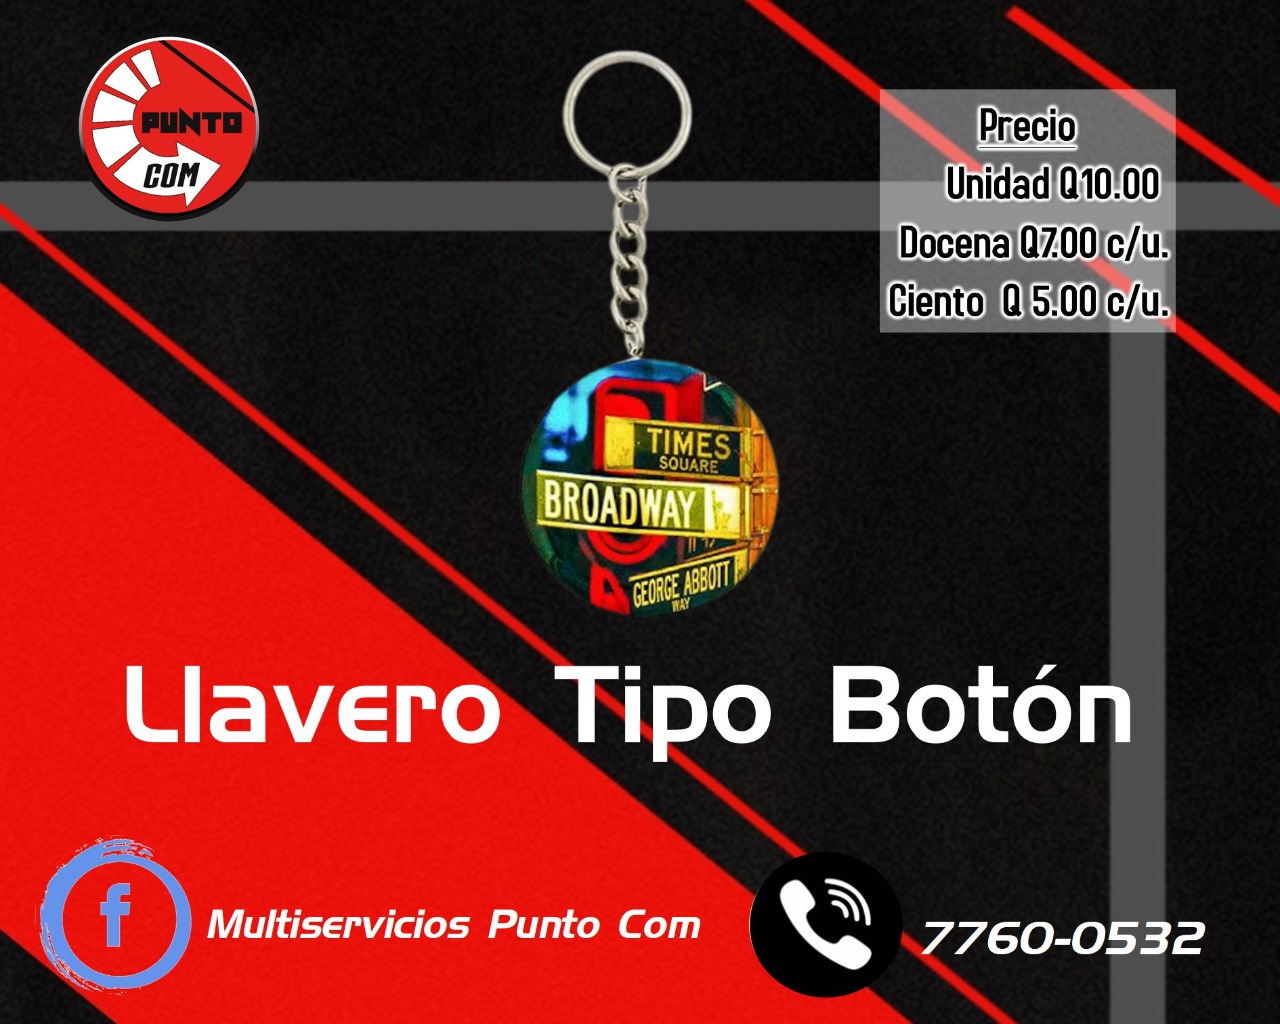 PUNTO
COM
Precio
Unidad Q10.00
Docena Q7.00 c/u.
Ciento Q 5.00 c/u.
TIMES
SQUARE
BROADWAY
GEORGE ABBOTT
WAY
Llavero Tipo Botón
f
Multiservicios Punto Com
7760-0532